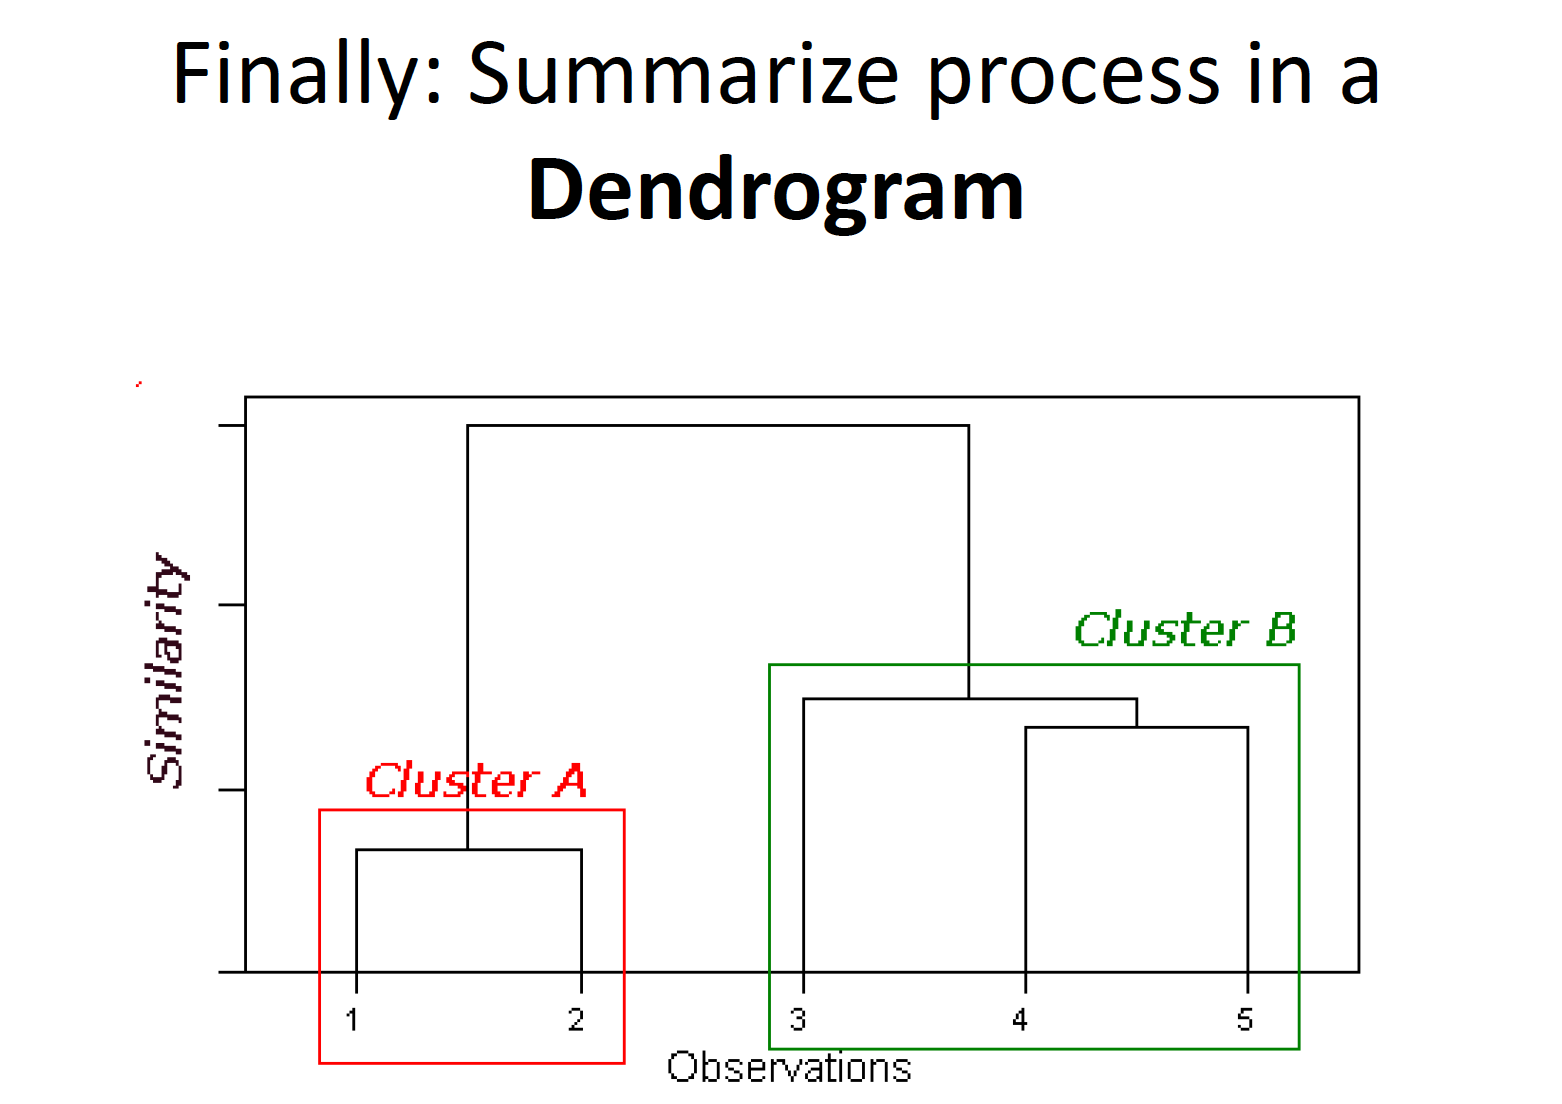 Finally: Summarize process in a
Dendrogram
Similarity
Cluster B
Cluster A
1 2 3 4 5
Observations